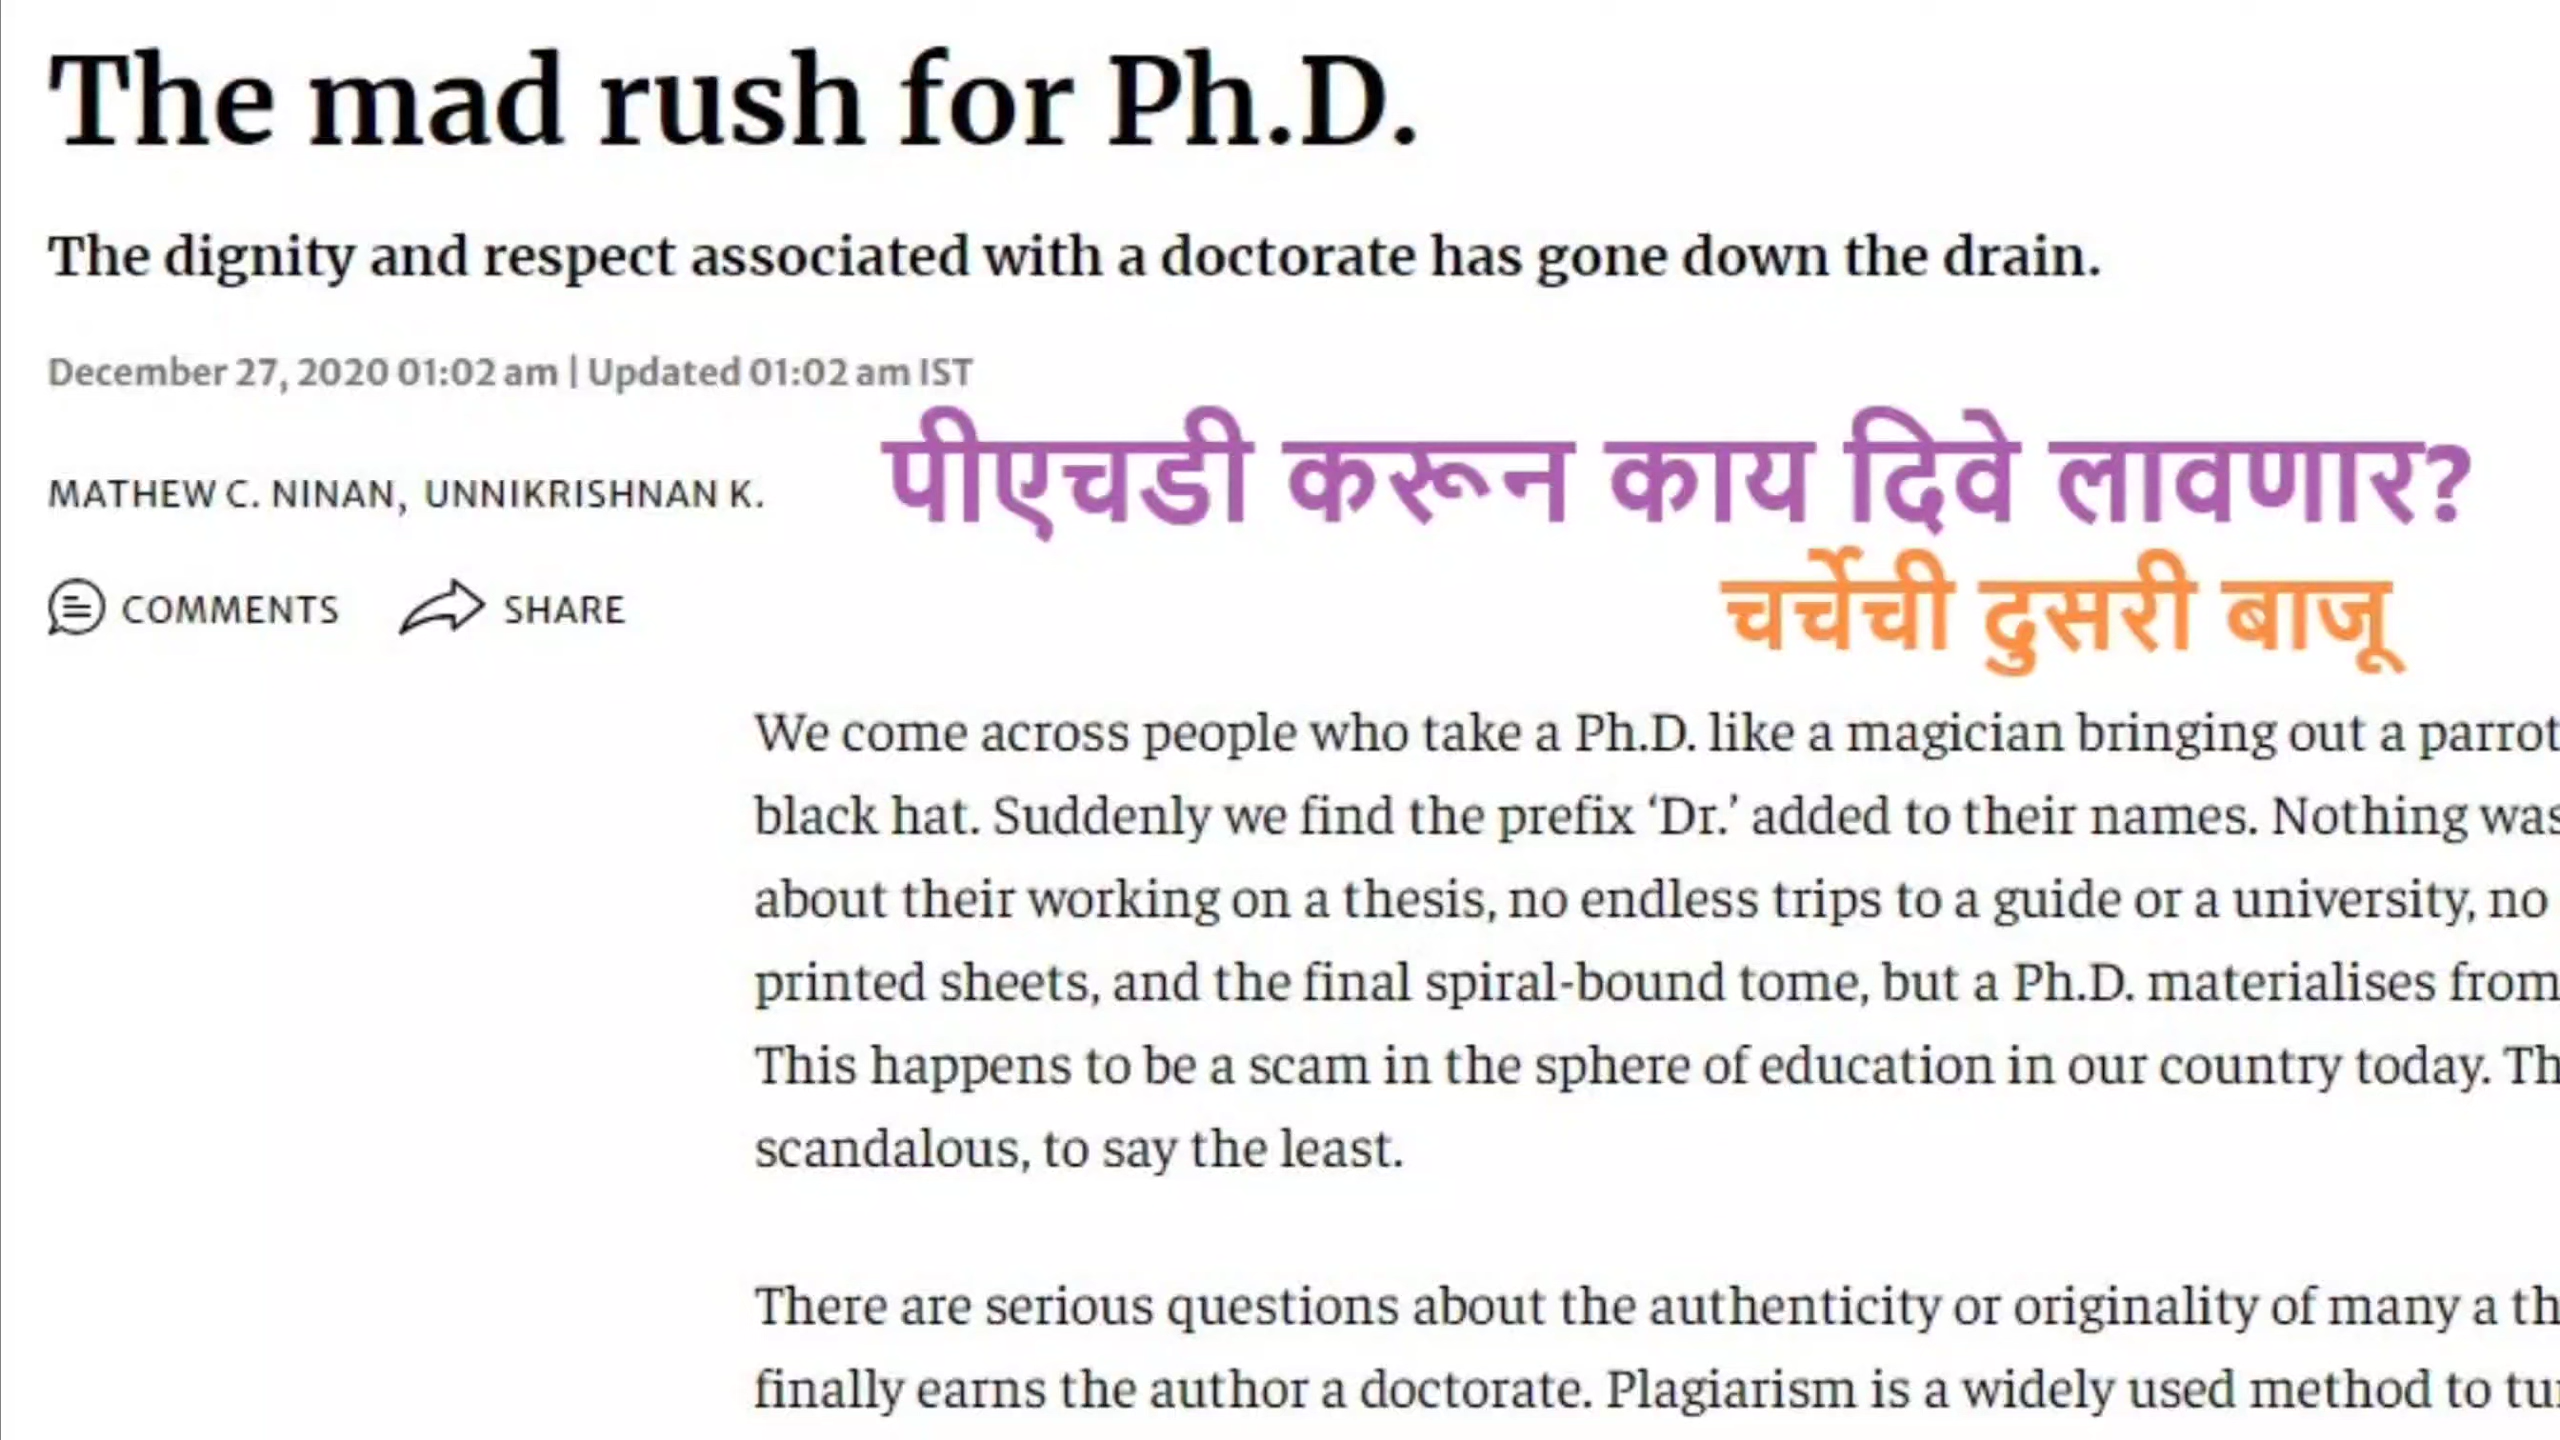 The mad rush for Ph.D.
The dignity and respect associated with a doctorate has gone down the drain.
December 27, 2020 01:02 am | Updated 01:02 am IST
MATHEW C. NINAN, UNNIKRISHNAN K.
पीएचडी करून काय दिवे लावणार?
COMMENTS SHARE
चर्चेची दुसरी बाजू
We come across people who take a Ph.D. like a magician bringing out a parrot
black hat. Suddenly we find the prefix ‘Dr.’ added to their names. Nothing was
about their working on a thesis, no endless trips to a guide or a university, no
printed sheets, and the final spiral-bound tome, but a Ph.D. materialises from
This happens to be a scam in the sphere of education in our country today. Th
scandalous, to say the least.
There are serious questions about the authenticity or originality of many a th
finally earns the author a doctorate. Plagiarism is a widely used method to tu